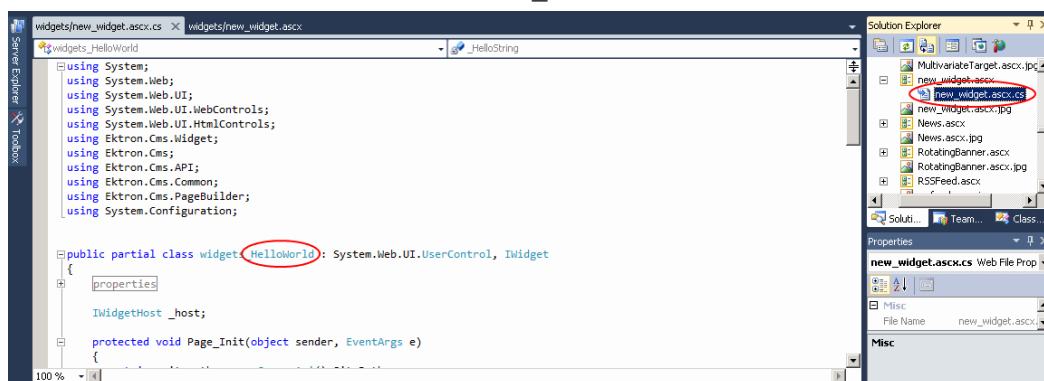 widgets/new_widget.ascx.cs × widgets/new_widget.ascx
Server Explorer
Toolbox
widgets_HelloWorld
_HelloString
using System;
using System.Web;
using System.Web.UI;
using System.Web.UI.WebControls;
using System.Web.UI.HtmlControls;
using Ektron.Cms.Widget;
using Ektron.Cms;
using Ektron.Cms.API;
using Ektron.Cms.Common;
using Ektron.Cms.PageBuilder;
using System.Configuration;
public partial class widgets_HelloWorld : System.Web.UI.UserControl, IWidget
{
properties
IWidgetHost _host;
protected void Page_Init(object sender, EventArgs e)
{
100 %
Solution Explorer
MultivariateTarget.ascx.jpg
new_widget.ascx
new_widget.ascx.cs
new_widget.ascx.jpg
News.ascx
News.ascx.jpg
RotatingBanner.ascx
RotatingBanner.ascx.jpg
RSSFeed.ascx
Soluti... Team... Class...
Properties
new_widget.ascx.cs Web File Prop
Misc
File Name new_widget.ascx.
Misc